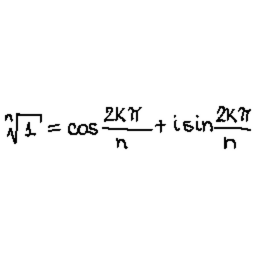 ⁿ√1 = cos 2kπ/n + i sin 2kπ/n